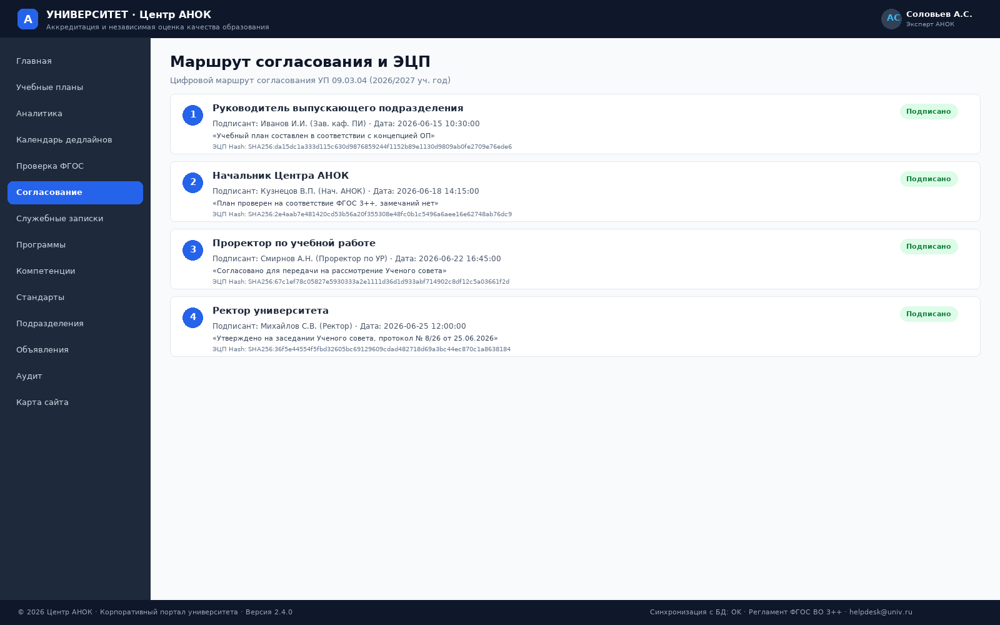 А
УНИВЕРСИТЕТ · Центр АНОК
Аккредитация и независимая оценка качества образования
АС
Соловьев А.С.
Эксперт АНОК
Главная
Учебные планы
Аналитика
Календарь дедлайнов
Проверка ФГОС
Согласование
Служебные записки
Программы
Компетенции
Стандарты
Подразделения
Объявления
Аудит
Карта сайта
Маршрут согласования и ЭЦП
Цифровой маршрут согласования УП 09.03.04 (2026/2027 уч. год)
1
Руководитель выпускающего подразделения
Подписано
Подписант: Иванов И.И. (Зав. каф. ПИ) · Дата: 2026-06-15 10:30:00
«Учебный план составлен в соответствии с концепцией ОП»
ЭЦП Hash: SHA256:da15dc1a333d115c630d9876859244f1152b89e1130d9809ab0fe2709e76ede6
2
Начальник Центра АНОК
Подписано
Подписант: Кузнецов В.П. (Нач. АНОК) · Дата: 2026-06-18 14:15:00
«План проверен на соответствие ФГОС 3++, замечаний нет»
ЭЦП Hash: SHA256:2e4aab7e481420cd53b56a20f355308e48fc0b1c5496a6aee16e62748ab76dc9
3
Проректор по учебной работе
Подписано
Подписант: Смирнов А.Н. (Проректор по УР) · Дата: 2026-06-22 16:45:00
«Согласовано для передачи на рассмотрение Ученого совета»
ЭЦП Hash: SHA256:67c1ef78c05827e5930333a2e1111d36d1d933abf714902c8df12c5a03661f2d
4
Ректор университета
Подписано
Подписант: Михайлов С.В. (Ректор) · Дата: 2026-06-25 12:00:00
«Утверждено на заседании Ученого совета, протокол № 8/26 от 25.06.2026»
ЭЦП Hash: SHA256:36f5e44554f5fbd32605bc69129609cdad482718d69a3bc44ec870c1a8638184
© 2026 Центр АНОК · Корпоративный портал университета · Версия 2.4.0
Синхронизация с БД: OK · Регламент ФГОС ВО 3++ · helpdesk@univ.ru